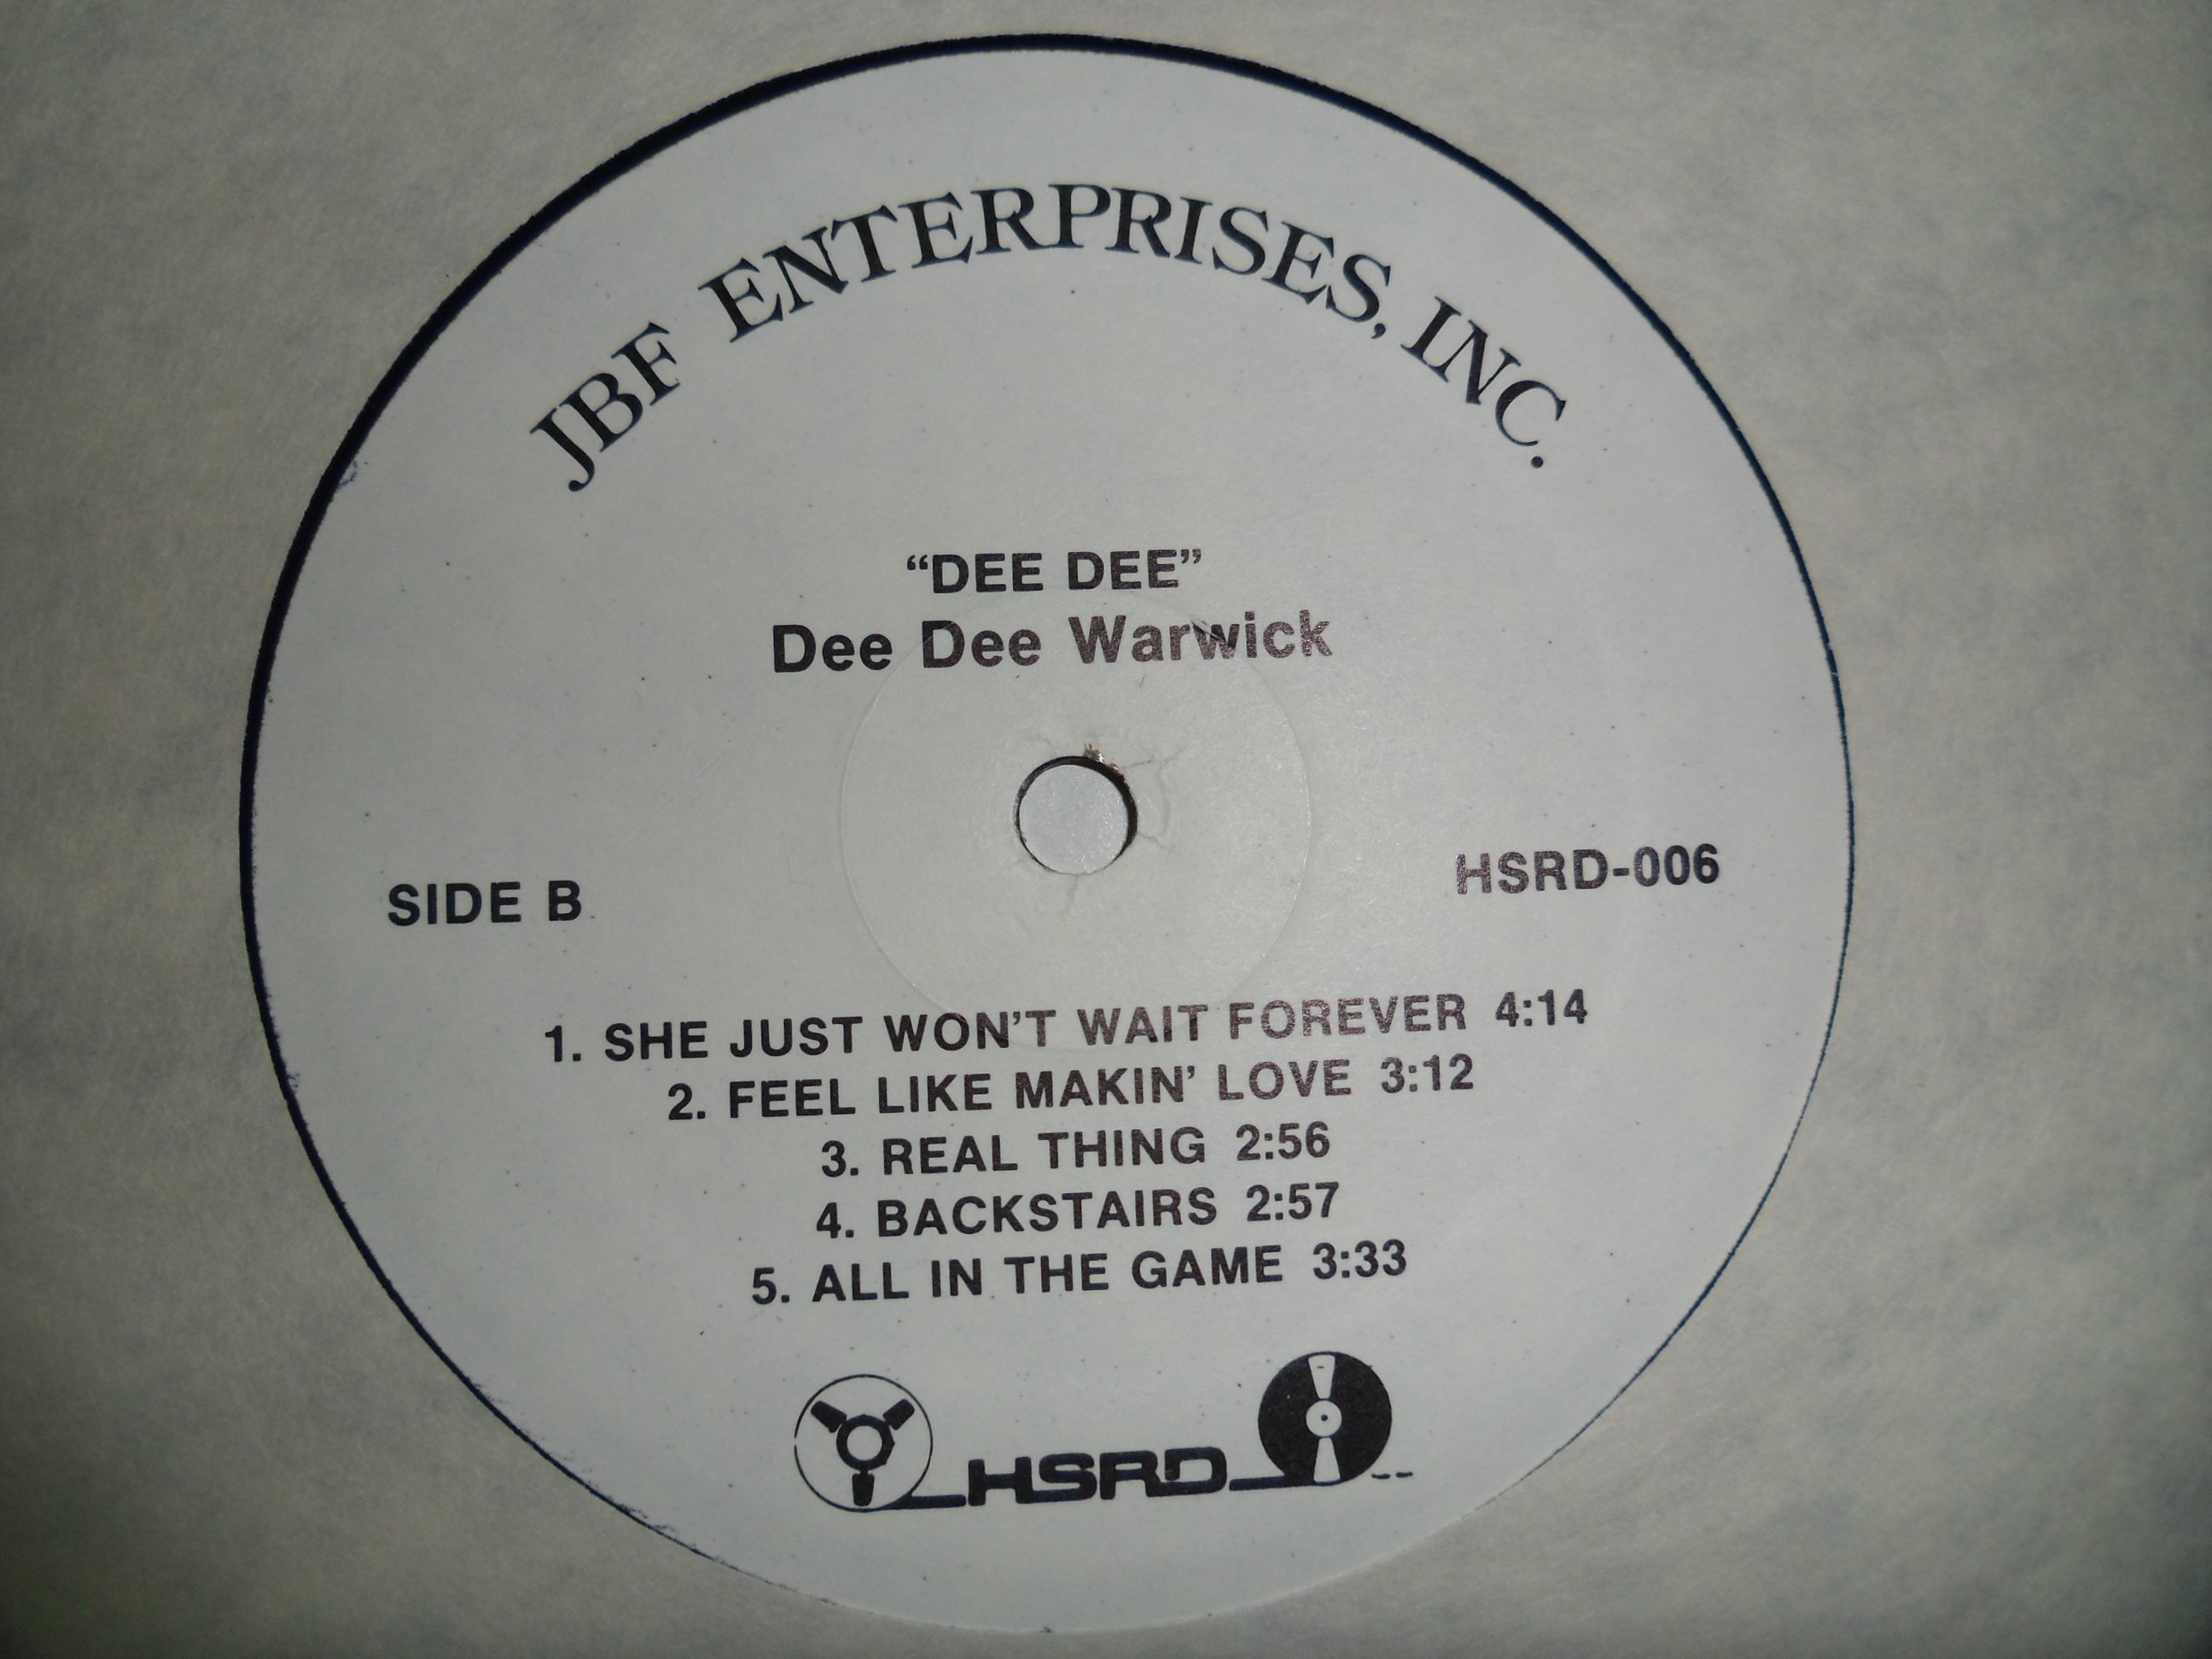 JBF ENTERPRISES, INC.
“DEE DEE”
Dee Dee Warwick
SIDE B
HSRD-006
1. SHE JUST WON’T WAIT FOREVER 4:14
2. FEEL LIKE MAKIN’ LOVE 3:12
3. REAL THING 2:56
4. BACKSTAIRS 2:57
5. ALL IN THE GAME 3:33
HSRD